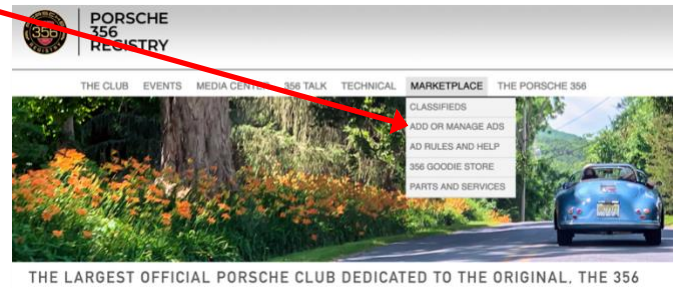 356
REGISTRY
PORSCHE
356
REGISTRY
THE CLUB EVENTS MEDIA CENTER 356 TALK TECHNICAL MARKETPLACE THE PORSCHE 356
CLASSIFIEDS
ADD OR MANAGE ADS
AD RULES AND HELP
356 GOODIE STORE
PARTS AND SERVICES
THE LARGEST OFFICIAL PORSCHE CLUB DEDICATED TO THE ORIGINAL, THE 356